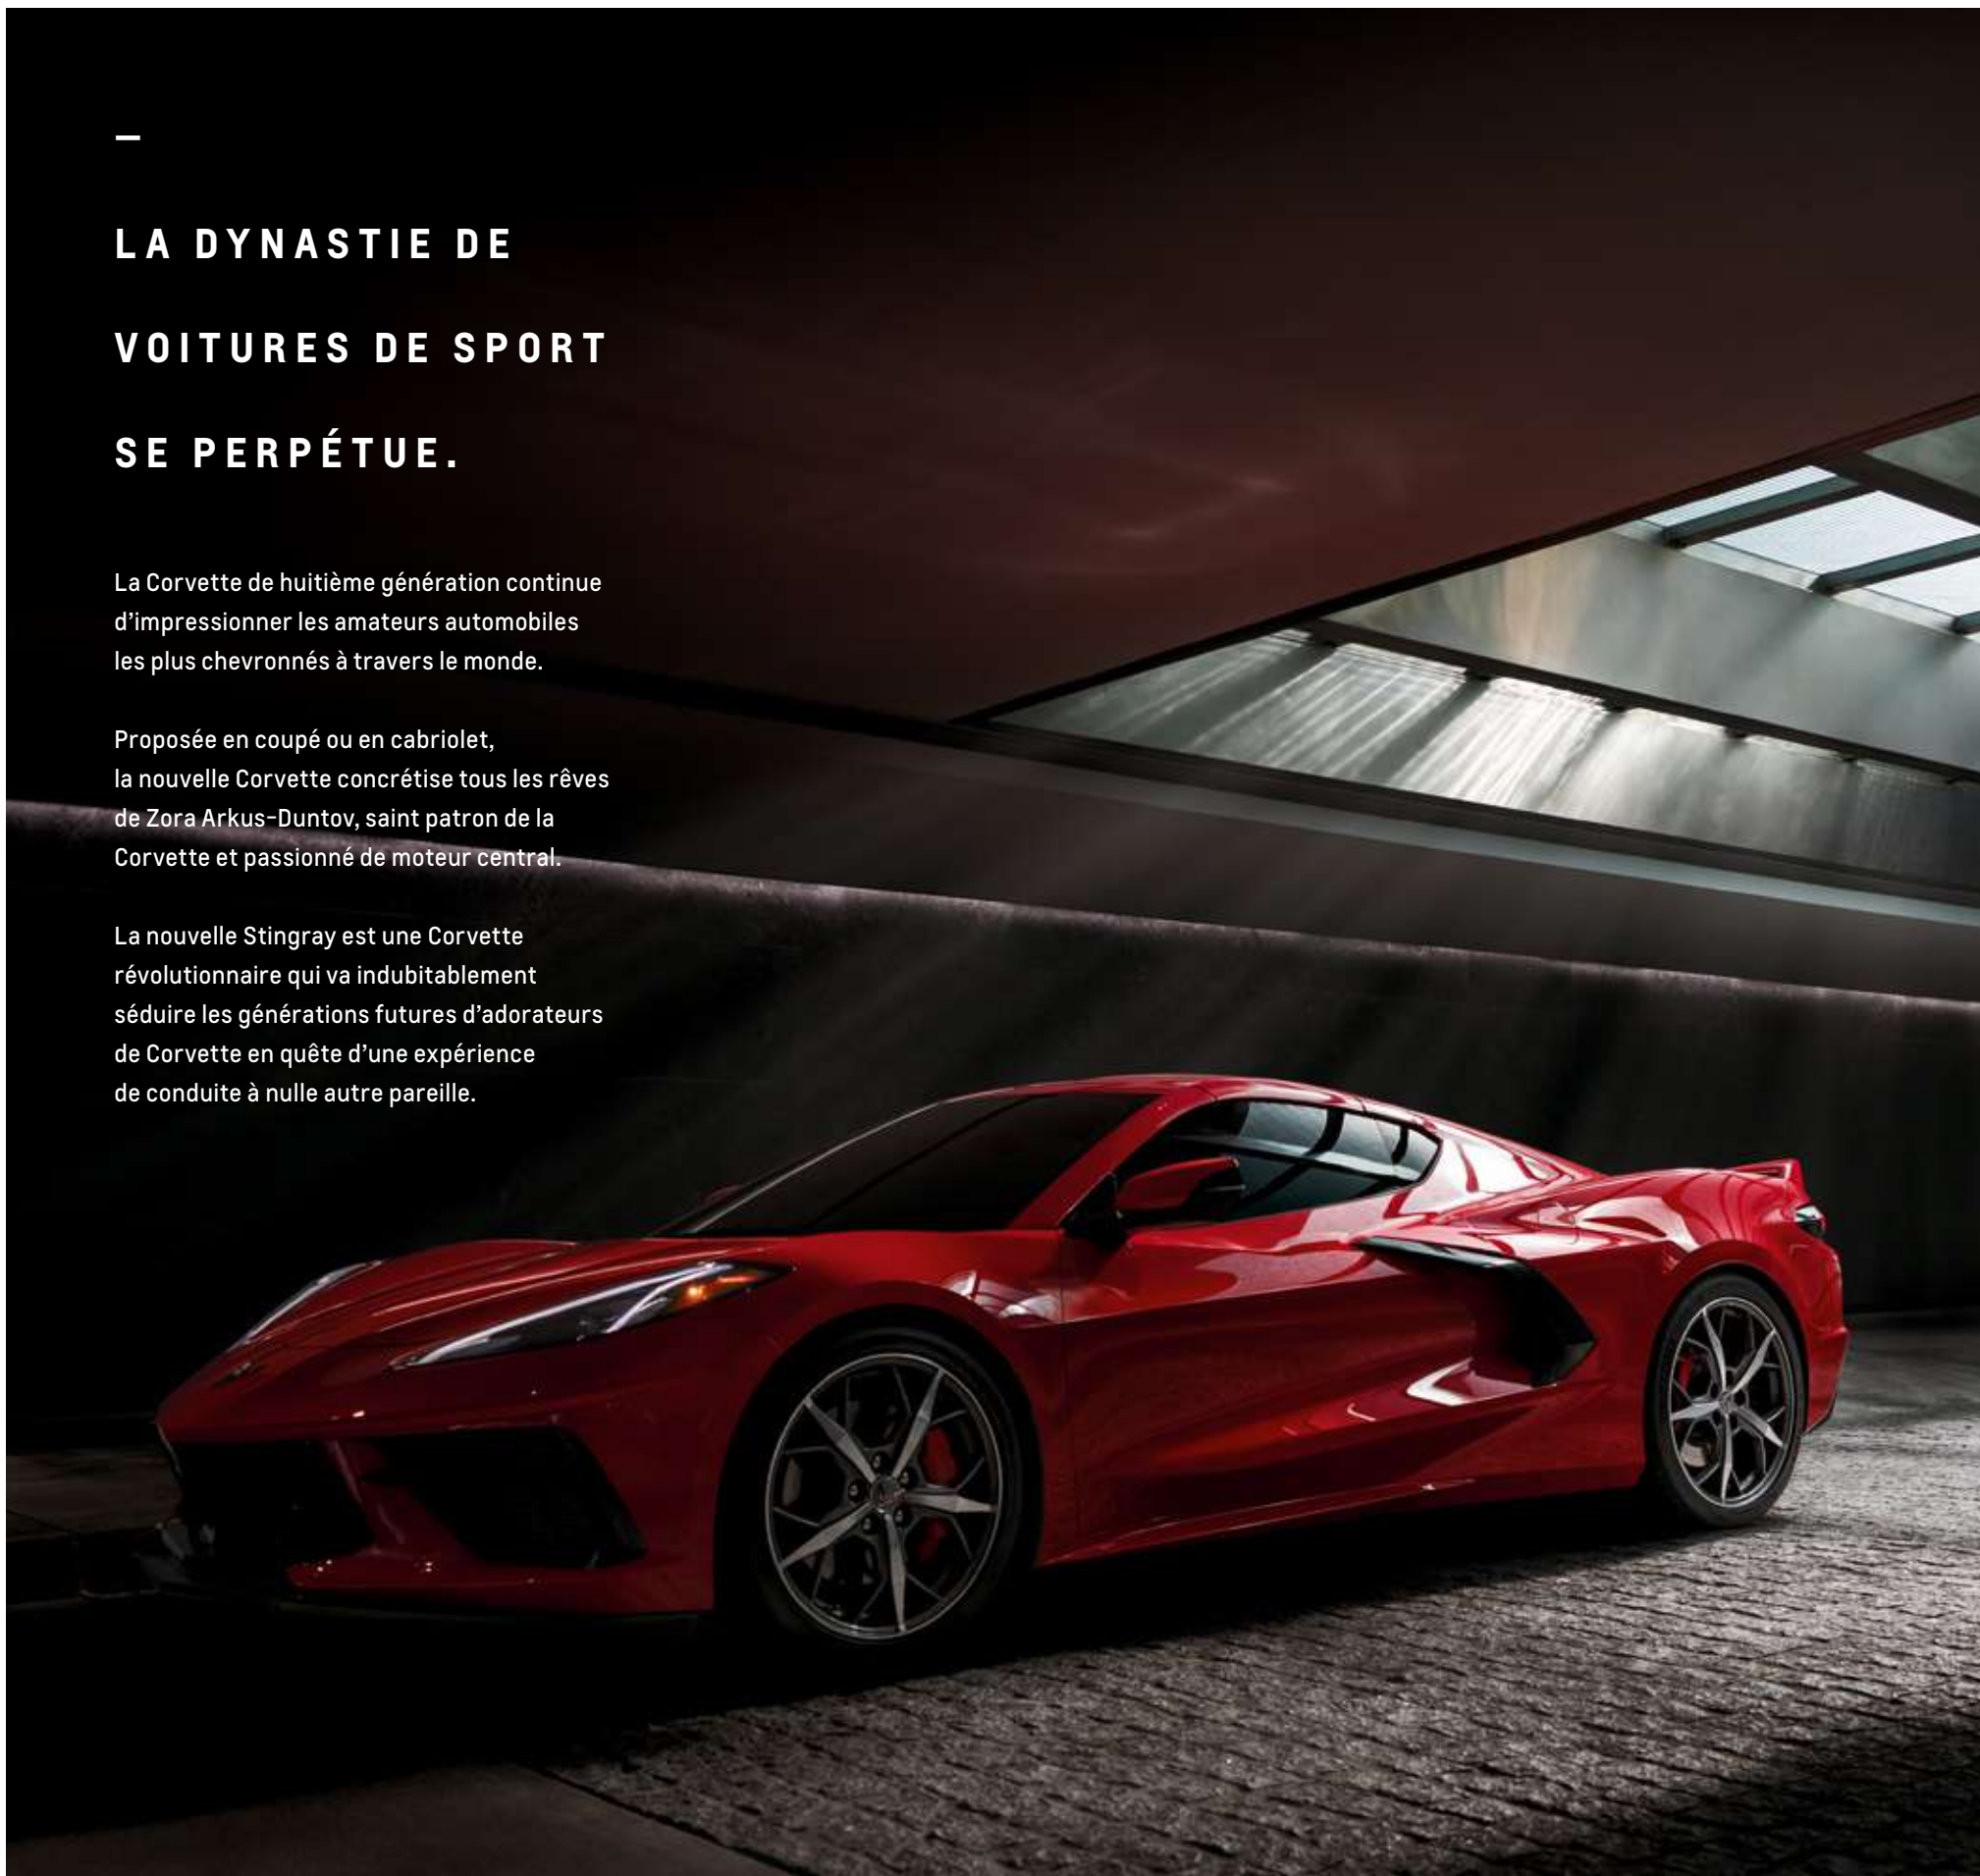 LA DYNASTIE DE
VOITURES DE SPORT
SE PERPÉTUE.
La Corvette de huitième génération continue
d’impressionner les amateurs automobiles
les plus chevronnés à travers le monde.
Proposée en coupé ou en cabriolet,
la nouvelle Corvette concrétise tous les rêves
de Zora Arkus-Duntov, saint patron de la
Corvette et passionné de moteur central.
La nouvelle Stingray est une Corvette
révolutionnaire qui va indubitablement
séduire les générations futures d’adorateurs
de Corvette en quête d’une expérience
de conduite à nulle autre pareille.